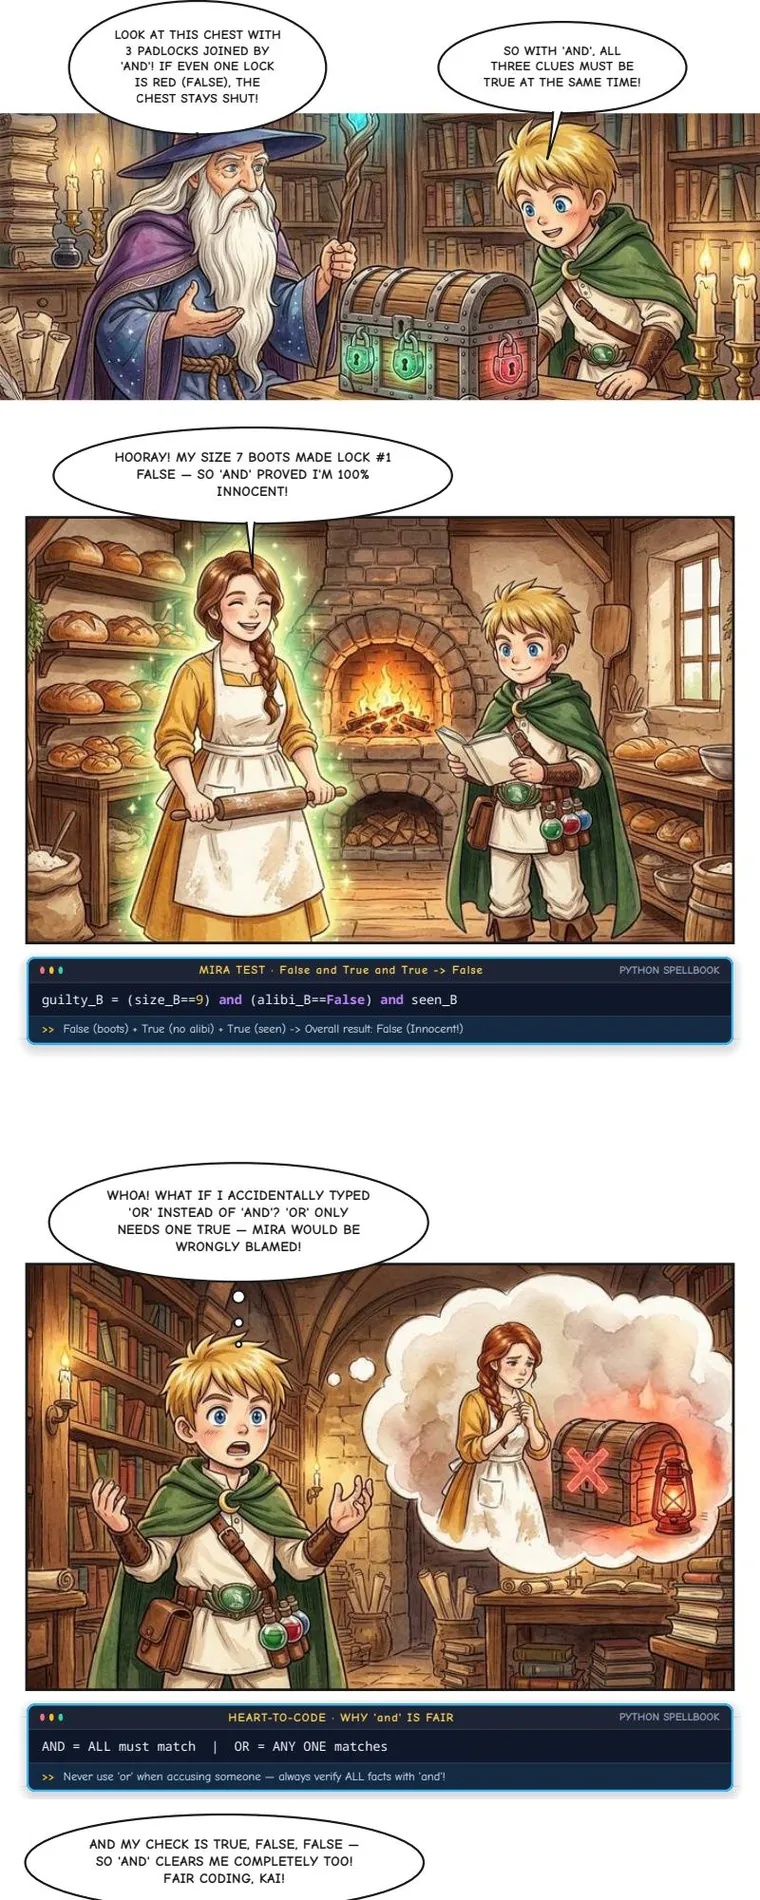 LOOK AT THIS CHEST WITH
3 PADLOCKS JOINED BY
'AND'! IF EVEN ONE LOCK
IS RED (FALSE), THE
CHEST STAYS SHUT!
SO WITH 'AND', ALL
THREE CLUES MUST BE
TRUE AT THE SAME TIME!
HOORAY! MY SIZE 7 BOOTS MADE LOCK #1
FALSE — SO 'AND' PROVED I'M 100%
INNOCENT!
MIRA TEST · False and True and True -> False
PYTHON SPELLBOOK
guilty_B = (size_B==9) and (alibi_B==False) and seen_B
>> False (boots) + True (no alibi) + True (seen) -> Overall result: False (Innocent!)
WHOA! WHAT IF I ACCIDENTALLY TYPED
'OR' INSTEAD OF 'AND'? 'OR' ONLY
NEEDS ONE TRUE — MIRA WOULD BE
WRONGLY BLAMED!
HEART-TO-CODE · WHY 'and' IS FAIR
PYTHON SPELLBOOK
AND = ALL must match | OR = ANY ONE matches
>> Never use 'or' when accusing someone — always verify ALL facts with 'and'!
AND MY CHECK IS TRUE, FALSE, FALSE —
SO 'AND' CLEARS ME COMPLETELY TOO!
FAIR CODING, KAI!